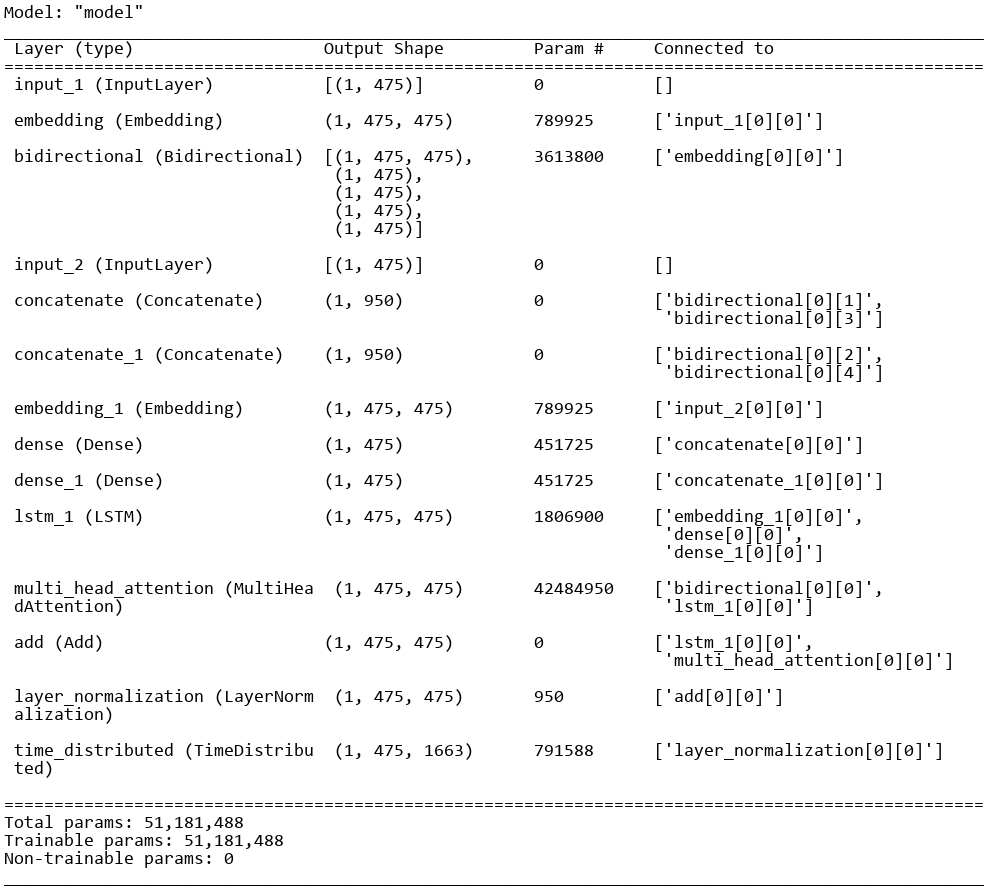 Model: "model"
Layer (type) Output Shape Param # Connected to
input_1 (InputLayer) [(1, 475)] 0 []
embedding (Embedding) (1, 475, 475) 789925 ['input_1[0][0]']
bidirectional (Bidirectional) [(1, 475, 475), 3613800 ['embedding[0][0]']
(1, 475),
(1, 475),
(1, 475),
(1, 475)]
input_2 (InputLayer) [(1, 475)] 0 []
concatenate (Concatenate) (1, 950) 0 ['bidirectional[0][1]',
'bidirectional[0][3]']
concatenate_1 (Concatenate) (1, 950) 0 ['bidirectional[0][2]',
'bidirectional[0][4]']
embedding_1 (Embedding) (1, 475, 475) 789925 ['input_2[0][0]']
dense (Dense) (1, 475) 451725 ['concatenate[0][0]']
dense_1 (Dense) (1, 475) 451725 ['concatenate_1[0][0]']
lstm_1 (LSTM) (1, 475, 475) 1806900 ['embedding_1[0][0]',
'dense[0][0]',
'dense_1[0][0]']
multi_head_attention (MultiHea (1, 475, 475) 42484950 ['bidirectional[0][0]',
dAttention) 'lstm_1[0][0]']
add (Add) (1, 475, 475) 0 ['lstm_1[0][0]',
'multi_head_attention[0][0]']
layer_normalization (LayerNorm (1, 475, 475) 950 ['add[0][0]']
alization)
time_distributed (TimeDistribu (1, 475, 1663) 791588 ['layer_normalization[0][0]']
ted)
Total params: 51,181,488
Trainable params: 51,181,488
Non-trainable params: 0